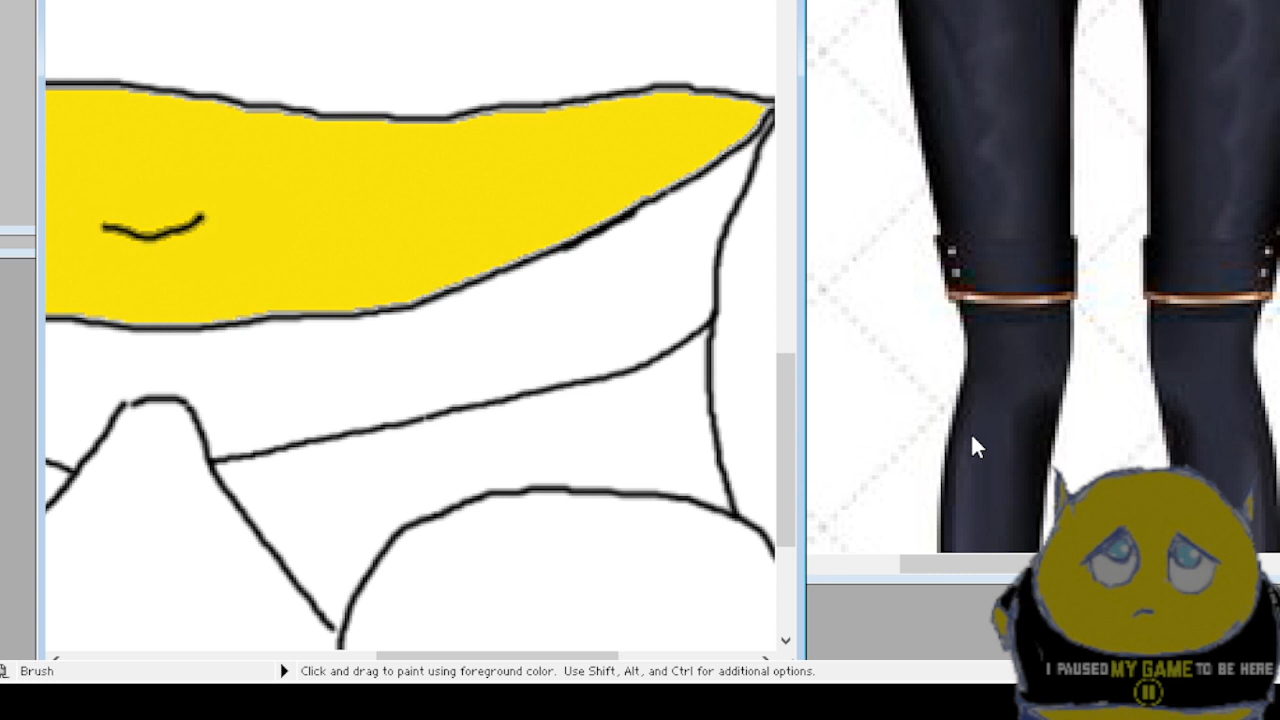 I PAUSED MY GAME TO BE HERE
Brush Click and drag to paint using foreground color. Use Shift, Alt, and Ctrl for additional options.